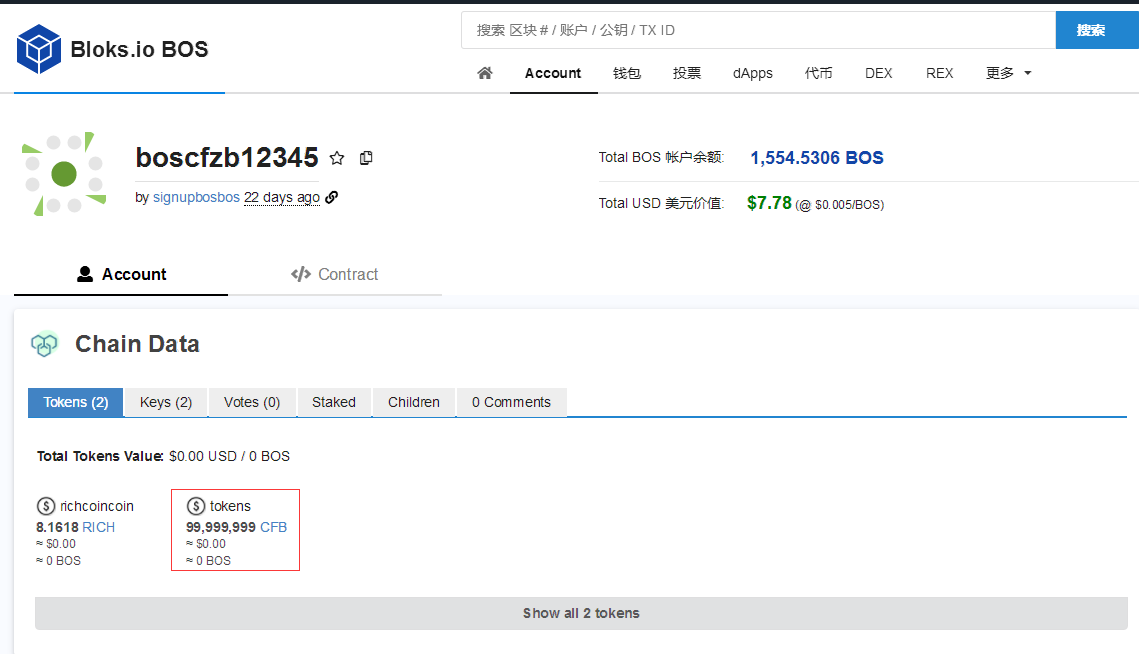 Bloks.io BOS
搜索 区块 # / 账户 / 公钥 / TX ID
搜索
Account 钱包 投票 dApps 代币 DEX REX 更多
boscfzb12345
by signupbosbos 22 days ago
Total BOS 帐户余额: 1,554.5306 BOS
Total USD 美元价值: $7.78 (@ $0.005/BOS)
Account
Contract
Chain Data
Tokens (2) Keys (2) Votes (0) Staked Children 0 Comments
Total Tokens Value: $0.00 USD / 0 BOS
richcoincoin
8.1618 RICH
≈ $0.00
≈ 0 BOS
tokens
99,999,999 CFB
≈ $0.00
≈ 0 BOS
Show all 2 tokens